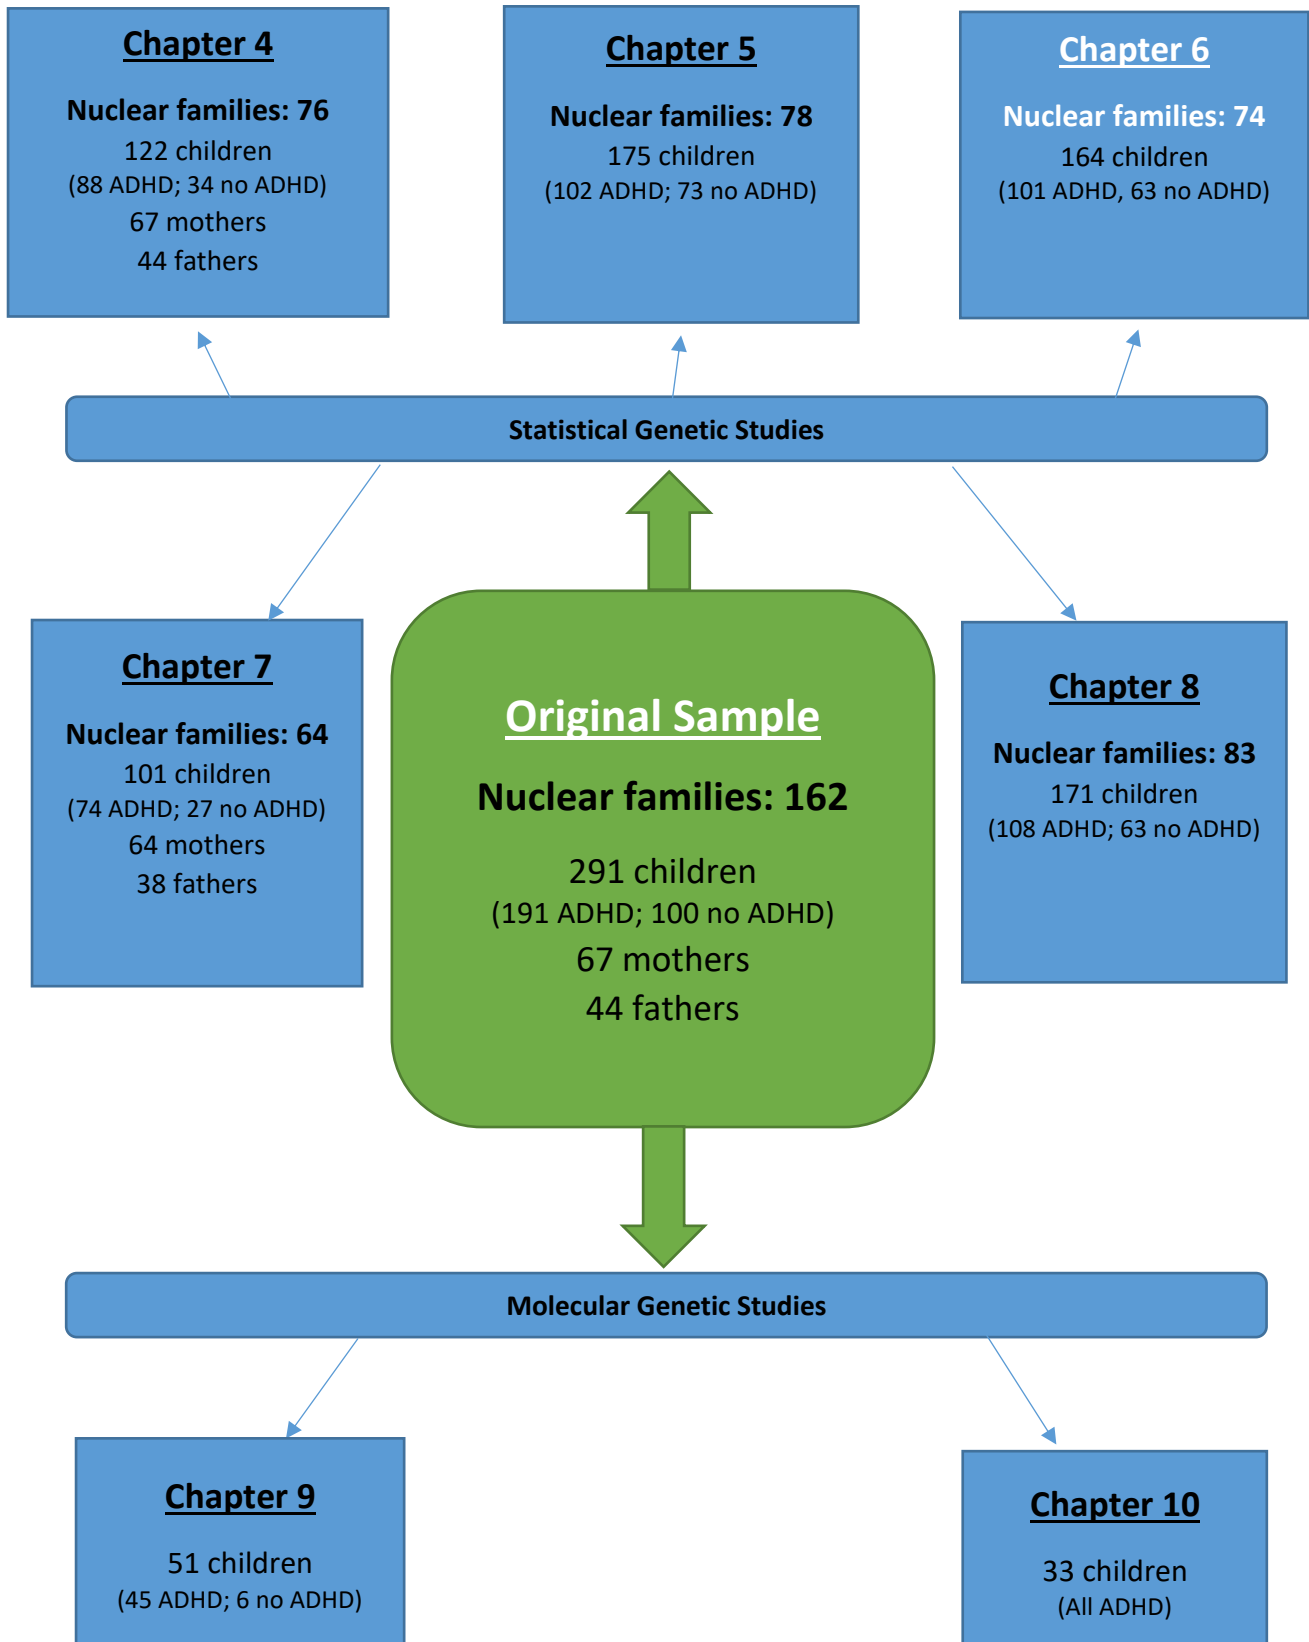 Chapter 4
Nuclear families: 76
122 children
(88 ADHD; 34 no ADHD)
67 mothers
44 fathers
Chapter 5
Nuclear families: 78
175 children
(102 ADHD; 73 no ADHD)
Chapter 6
Nuclear families: 74
164 children
(101 ADHD, 63 no ADHD)
Statistical Genetic Studies
Chapter 7
Nuclear families: 64
101 children
(74 ADHD; 27 no ADHD)
64 mothers
38 fathers
Original Sample
Nuclear families: 162
291 children
(191 ADHD; 100 no ADHD)
67 mothers
44 fathers
Chapter 8
Nuclear families: 83
171 children
(108 ADHD; 63 no ADHD)
Molecular Genetic Studies
Chapter 9
51 children
(45 ADHD; 6 no ADHD)
Chapter 10
33 children
(All ADHD)